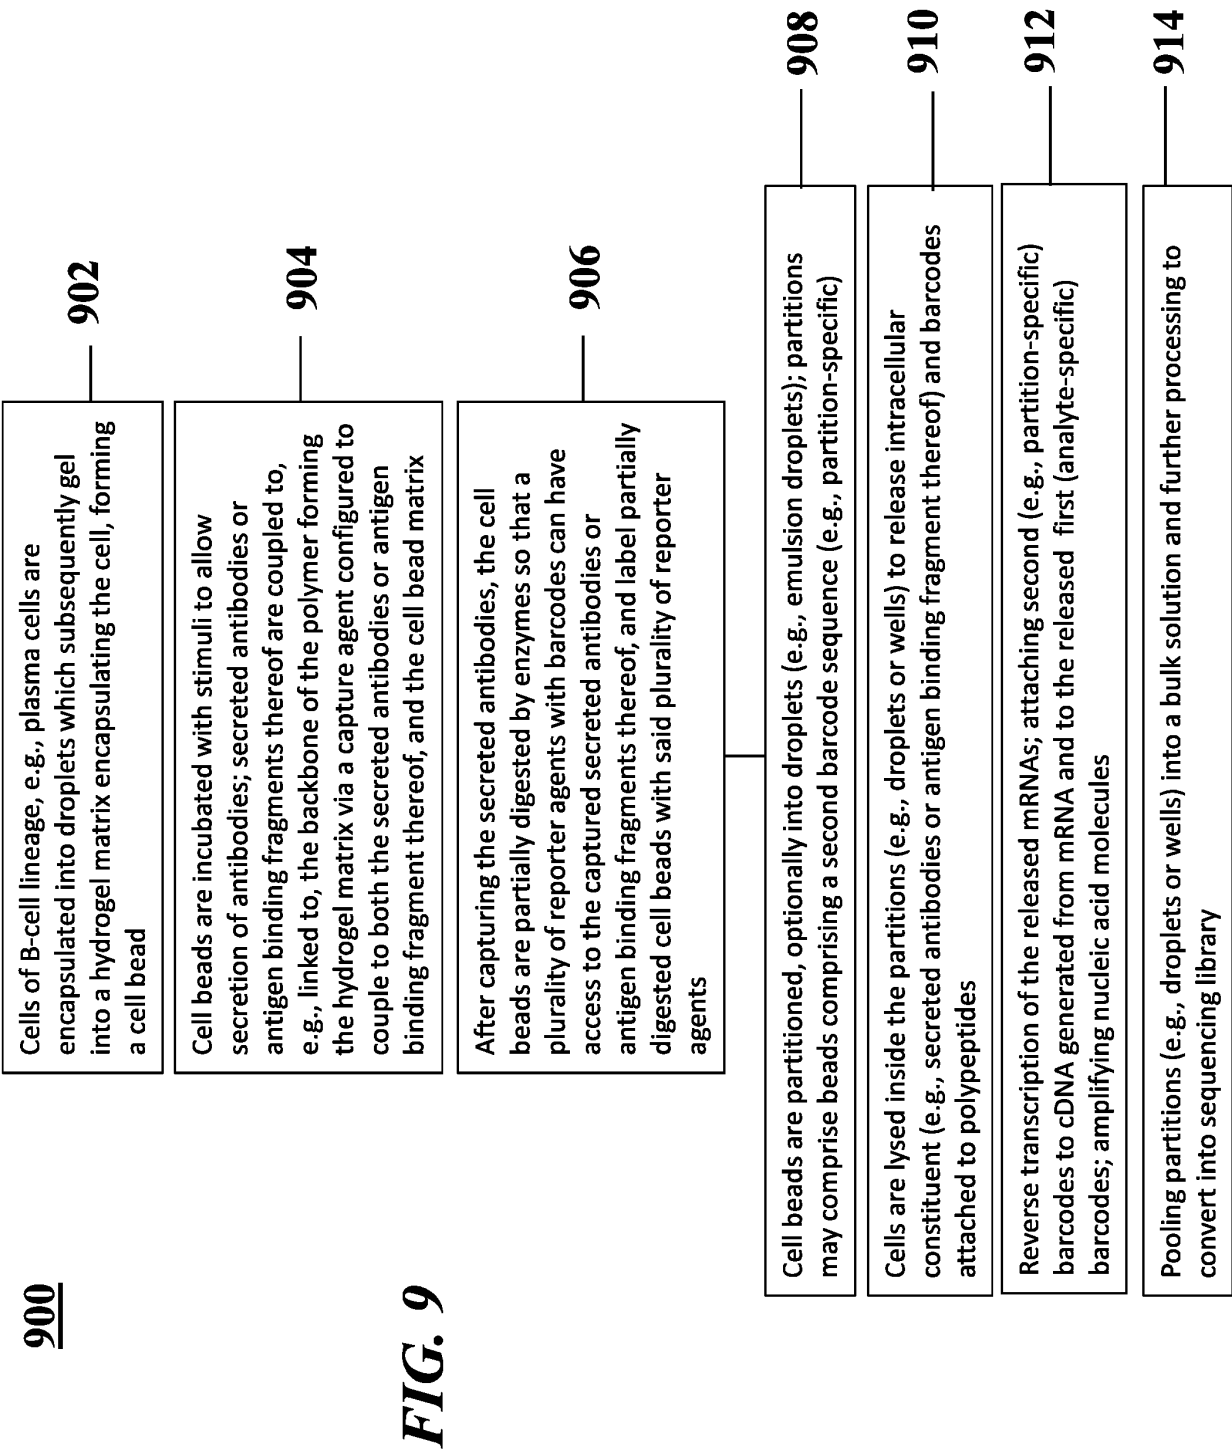 900
Cells of B-cell lineage, e.g., plasma cells are
encapsulated into droplets which subsequently gel
into a hydrogel matrix encapsulating the cell, forming
a cell bead
902
Cell beads are incubated with stimuli to allow
secretion of antibodies; secreted antibodies or
antigen binding fragments thereof are coupled to,
e.g., linked to, the backbone of the polymer forming
the hydrogel matrix via a capture agent configured to
couple to both the secreted antibodies or antigen
binding fragment thereof, and the cell bead matrix
904
After capturing the secreted antibodies, the cell
beads are partially digested by enzymes so that a
plurality of reporter agents with barcodes can have
access to the captured secreted antibodies or
antigen binding fragments thereof, and label partially
digested cell beads with said plurality of reporter
agents
906
Cell beads are partitioned, optionally into droplets (e.g., emulsion droplets); partitions
may comprise beads comprising a second barcode sequence (e.g., partition-specific)
908
Cells are lysed inside the partitions (e.g., droplets or wells) to release intracellular
constituent (e.g., secreted antibodies or antigen binding fragment thereof) and barcodes
attached to polypeptides
910
Reverse transcription of the released mRNAs; attaching second (e.g., partition-specific)
barcodes to cDNA generated from mRNA and to the released first (analyte-specific)
barcodes; amplifying nucleic acid molecules
912
Pooling partitions (e.g., droplets or wells) into a bulk solution and further processing to
convert into sequencing library
914
FIG. 9